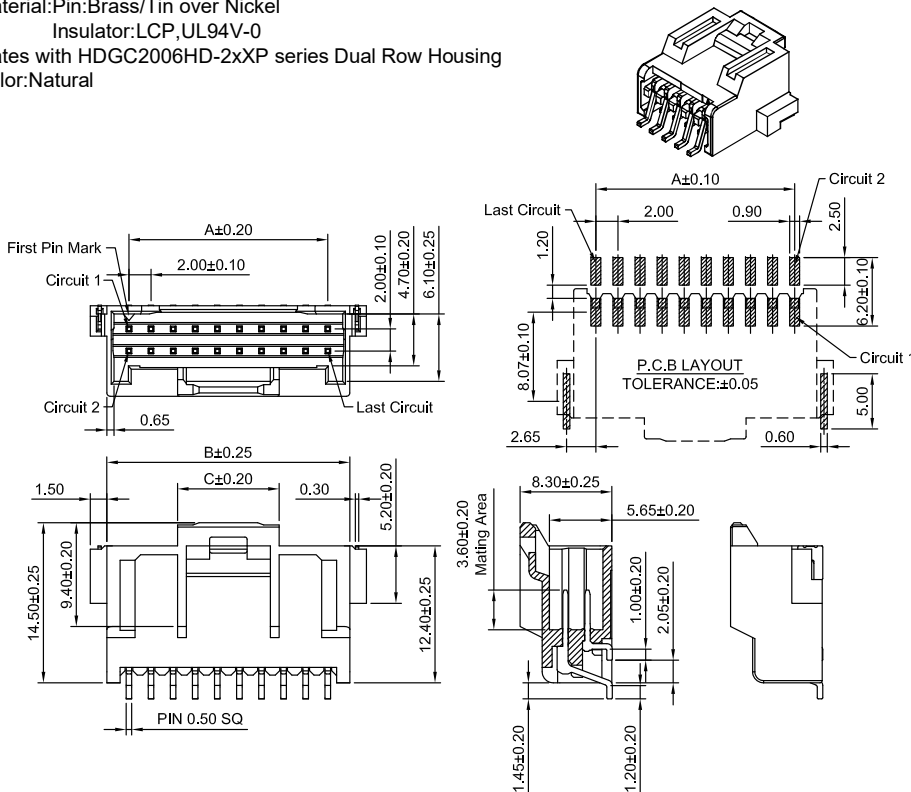 aterial:Pin:Brass/Tin over Nickel
Insulator:LCP,UL94V-0
ates with HDGC2006HD-2xXP series Dual Row Housing
lor:Natural
A±0.10
Circuit 2
Last Circuit
2.00
0.90
2.50
1.20
6.20±0.10
8.07±0.10
P.C.B LAYOUT
TOLERANCE:±0.05
Circuit
5.00
2.65
0.60
A±0.20
First Pin Mark
2.00±0.10
Circuit 1
2.00±0.10
4.70±0.20
6.10±0.25
Circuit 2
Last Circuit
0.65
B±0.25
C±0.20
1.50
0.30
5.20±0.20
14.50±0.25
9.40±0.20
12.40±0.25
PIN 0.50 SQ
8.30±0.25
5.65±0.20
3.60±0.20
Mating Area
1.00±0.20
2.05±0.20
1.45±0.20
1.20±0.20